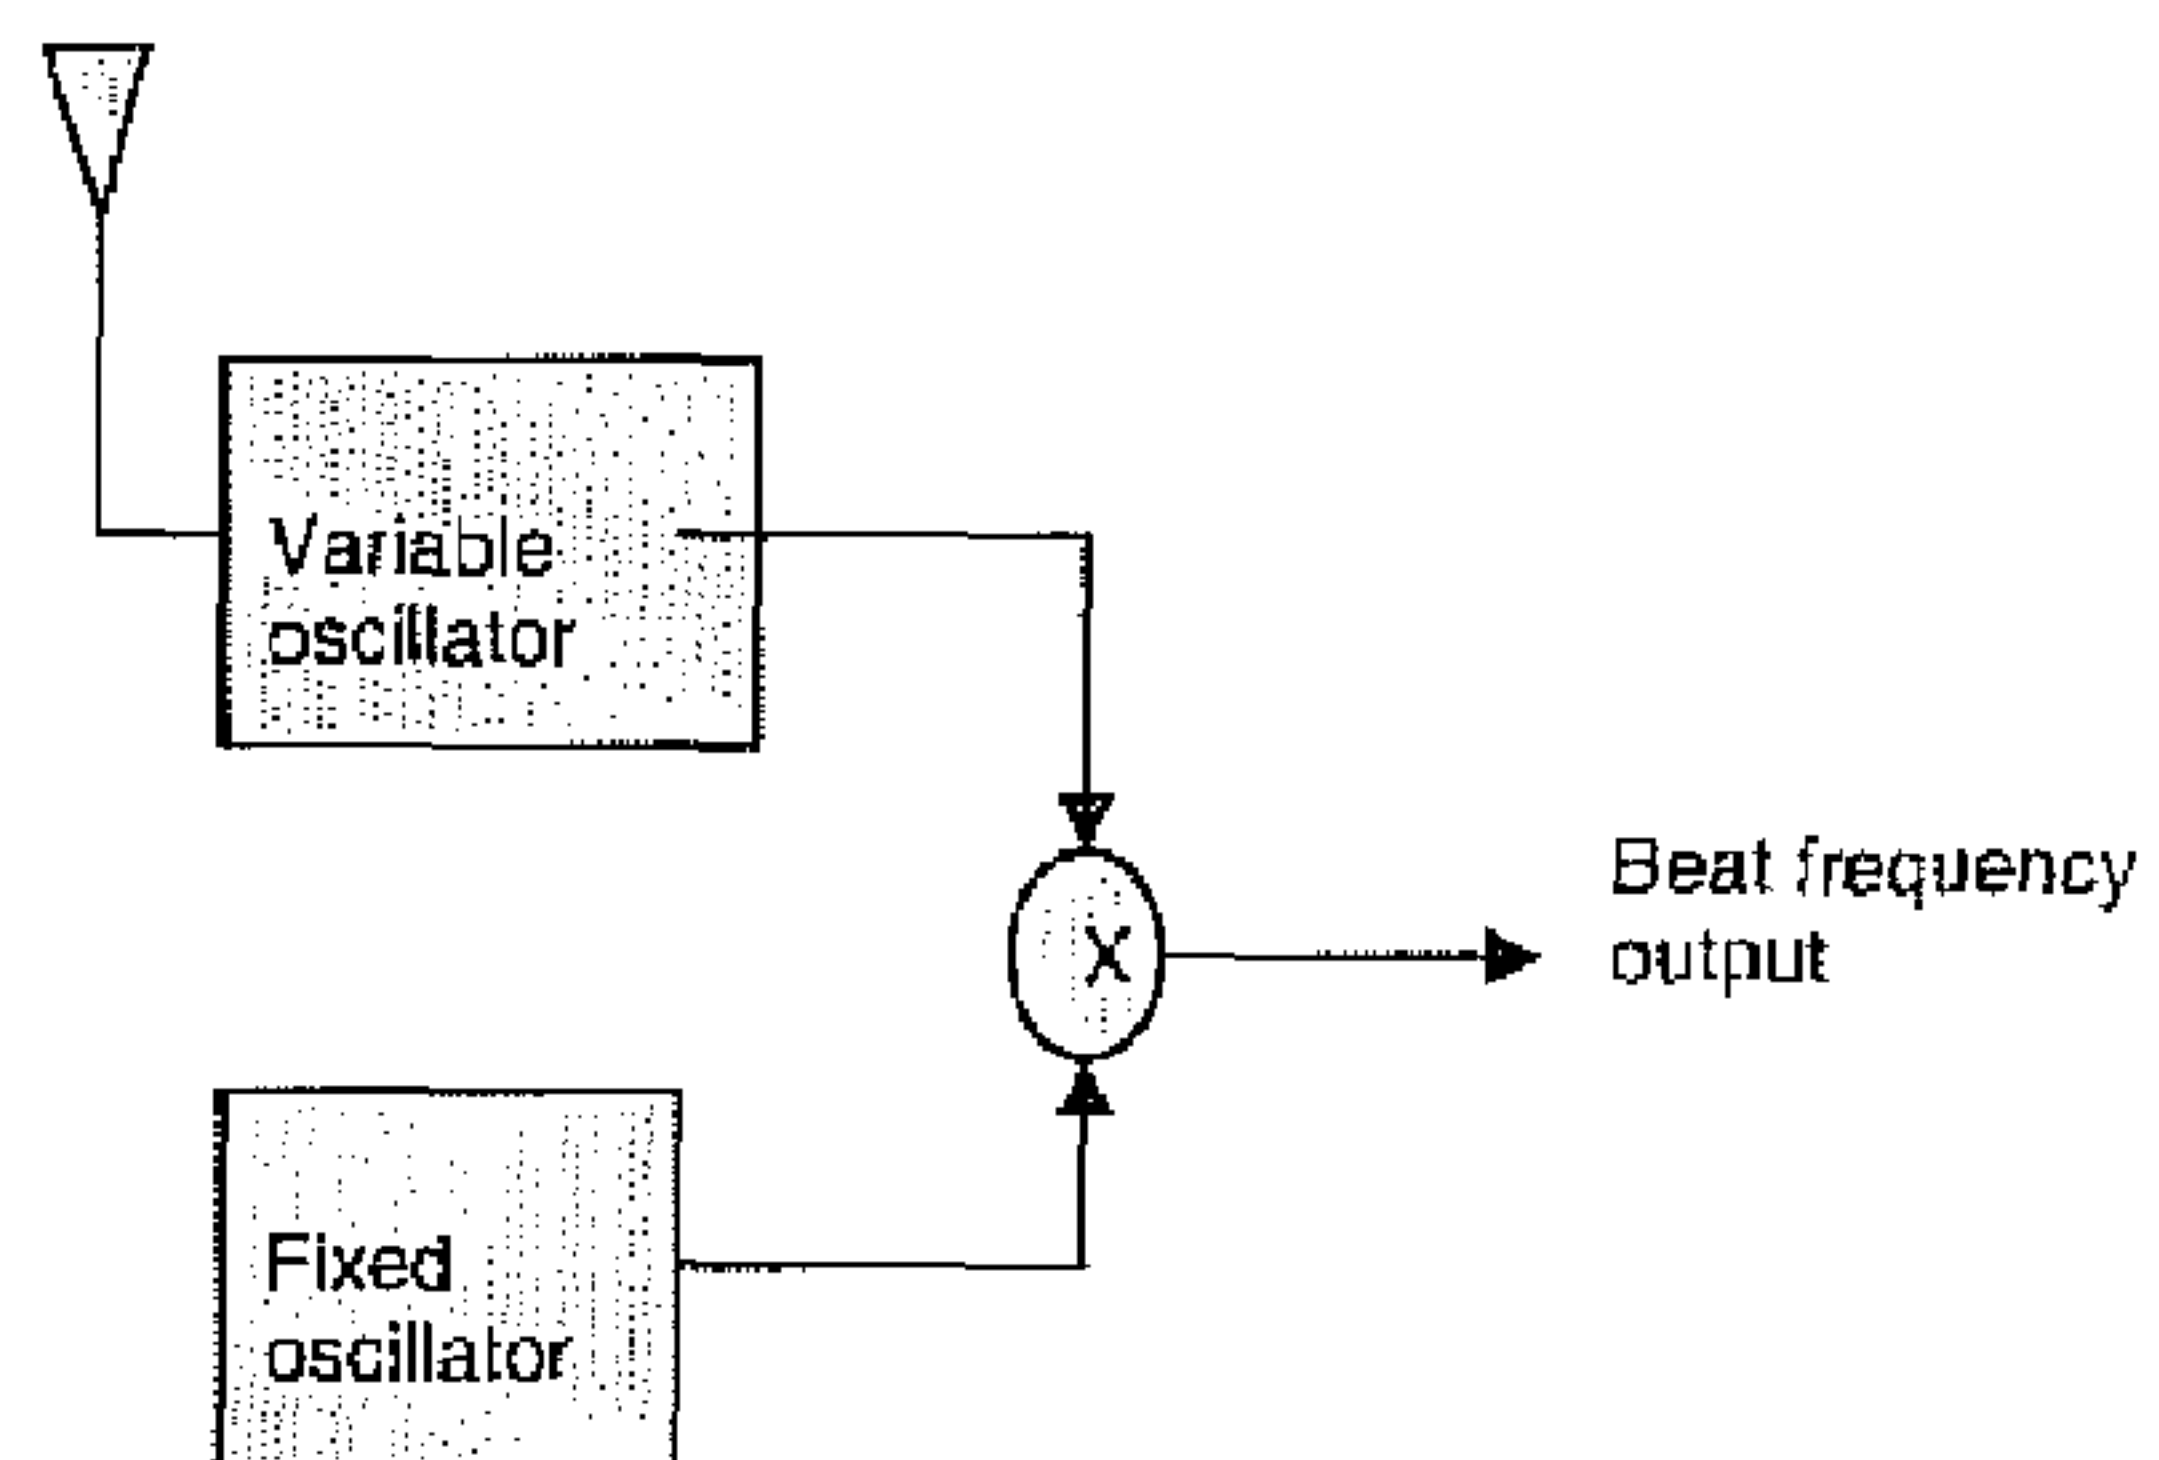 Variable
oscillator
X
Beat frequency
output
Fixed
oscillator